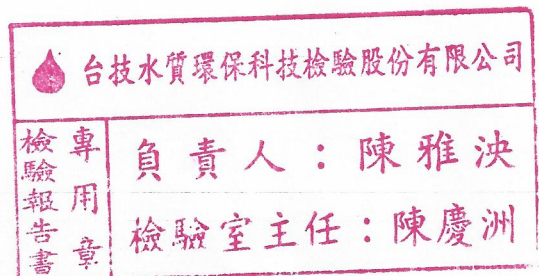 台技水質環保科技檢驗股份有限公司
檢驗報告書
專用章
負責人：陳雅泱
檢驗室主任：陳慶洲